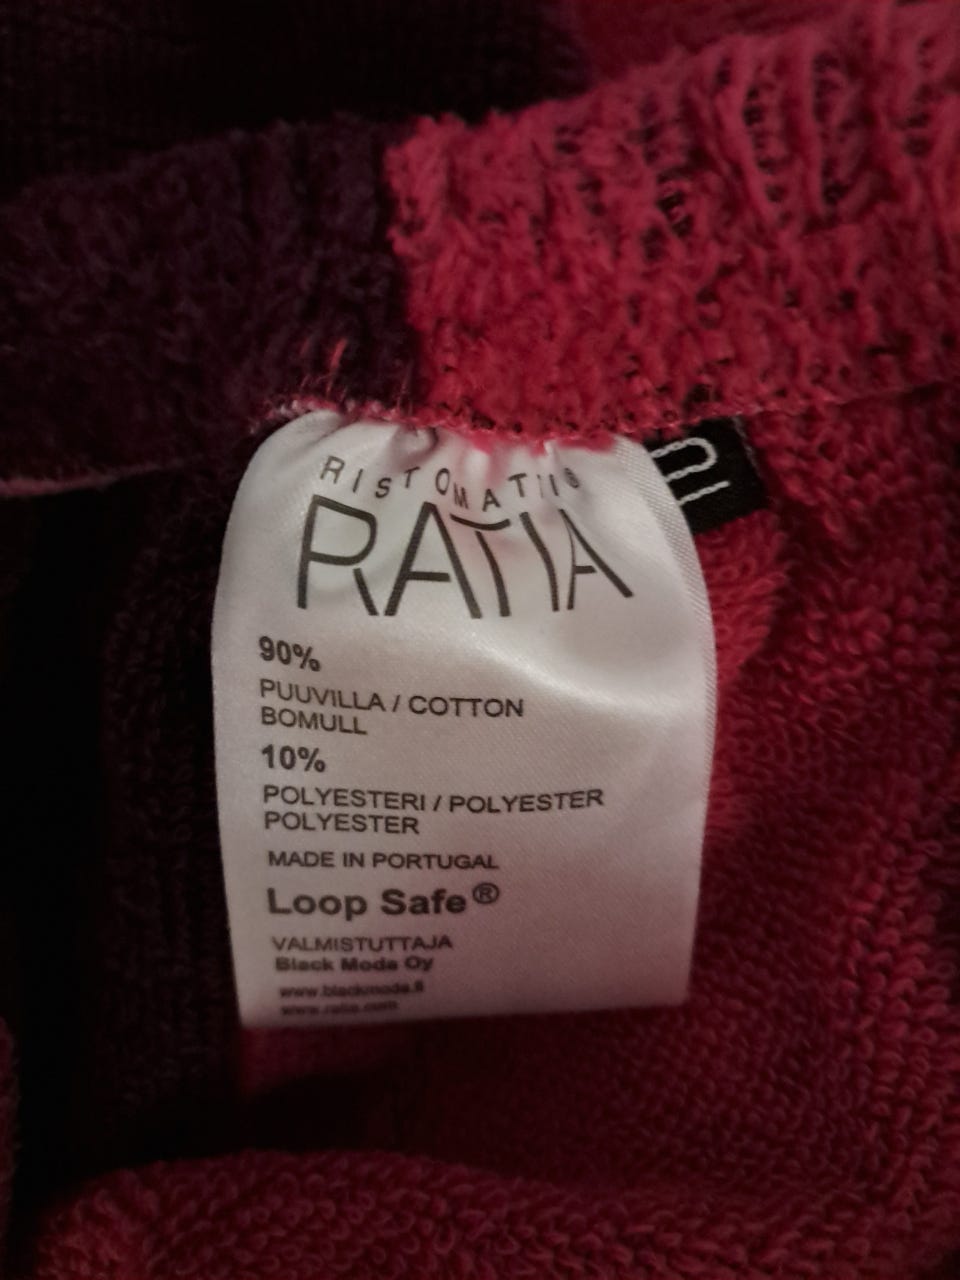 RISTOMATTI
RATIA
90%
PUUVILLA / COTTON
BOMULL
10%
POLYESTERI / POLYESTER
POLYESTER
MADE IN PORTUGAL
Loop Safe®
VALMISTUTTAJA
Black Moda Oy
www.blackmoda.fi
www.ratia.com